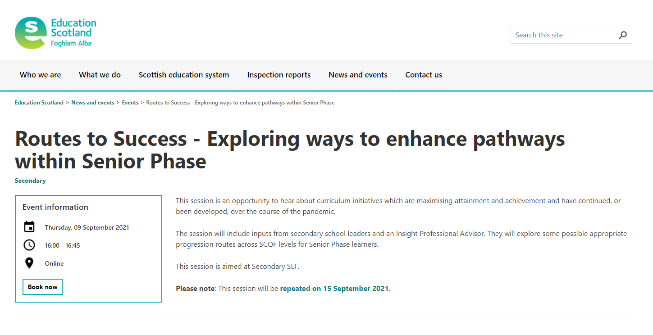 Education
Scotland
Foghlam Alba
Search this site
Who we are What we do Scottish education system Inspection reports News and events Contact us
Education Scotland > News and events > Events > Routes to Success - Exploring ways to enhance pathways within Senior Phase
Routes to Success - Exploring ways to enhance pathways
within Senior Phase
Secondary
Event information
Thursday, 09 September 2021
16:00 - 16:45
Online
Book now
This session is an opportunity to hear about curriculum initiatives which are maximising attainment and achievement and have continued, or
been developed, over the course of the pandemic.
The session will include inputs from secondary school leaders and an Insight Professional Advisor. They will explore some possible appropriate
progression routes across SCQF levels for Senior Phase learners.
This session is aimed at Secondary SLT.
Please note: This session will be repeated on 15 September 2021.